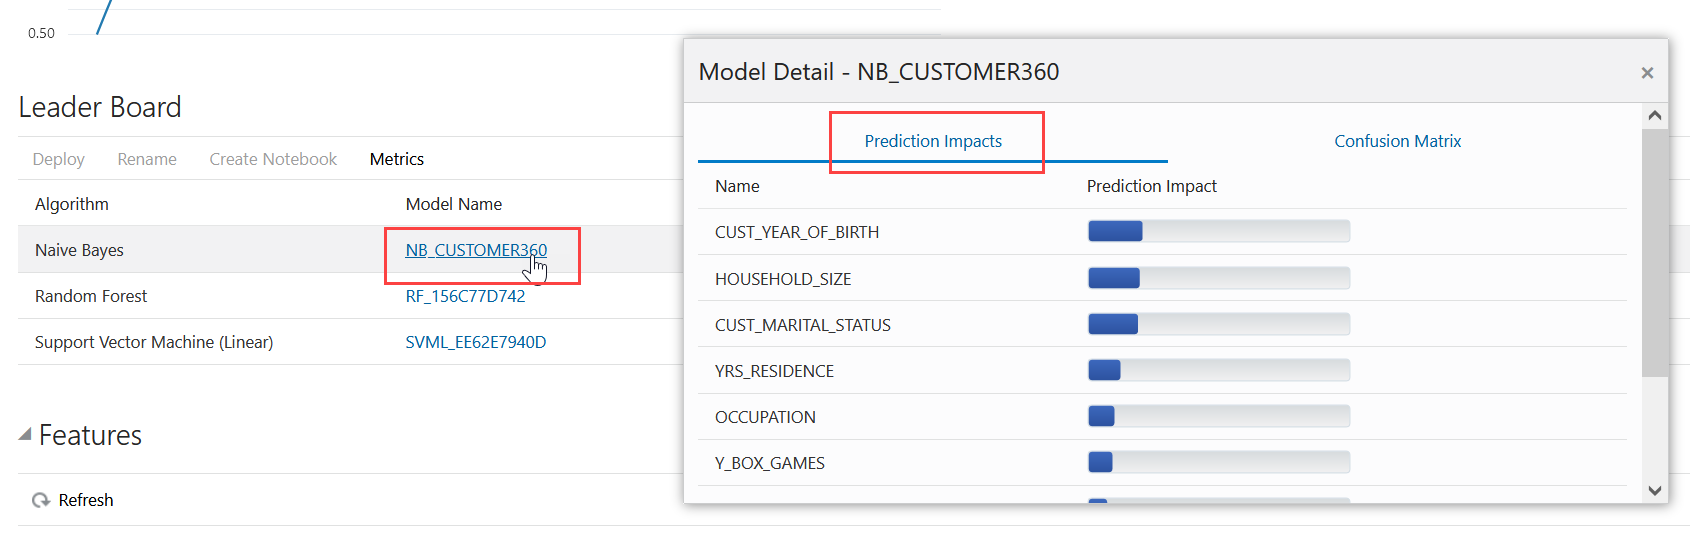 0.50
Leader Board
Deploy Rename Create Notebook Metrics
Algorithm Model Name
Naive Bayes NB_CUSTOMER360
Random Forest RF_156C77D742
Support Vector Machine (Linear) SVML_EE62E7940D
Features
Refresh
Model Detail - NB_CUSTOMER360 ×
Prediction Impacts Confusion Matrix
Name Prediction Impact
CUST_YEAR_OF_BIRTH
HOUSEHOLD_SIZE
CUST_MARITAL_STATUS
YRS_RESIDENCE
OCCUPATION
Y_BOX_GAMES